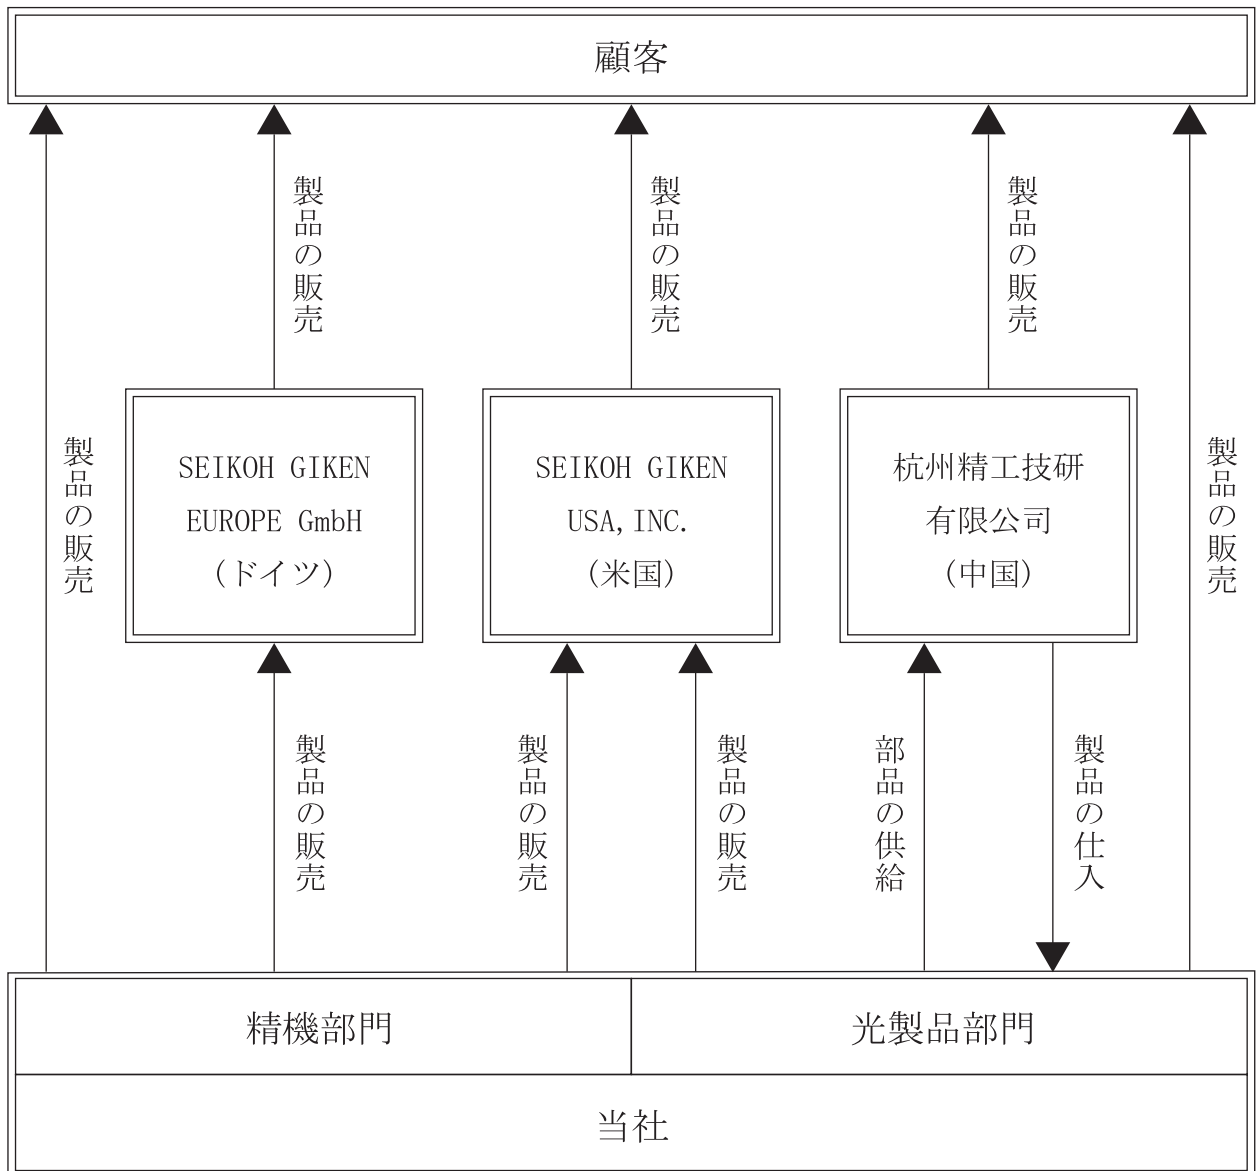 顧客
製品の販売
製品の販売
製品の販売
製品の販売
SEIKOH GIKEN
EUROPE GmbH
(ドイツ)
SEIKOH GIKEN
USA, INC.
(米国)
杭州精工技研
有限公司
(中国)
製品の販売
製品の販売
製品の販売
製品の販売
部品の供給
製品の仕入
精機部門
光製品部門
当社